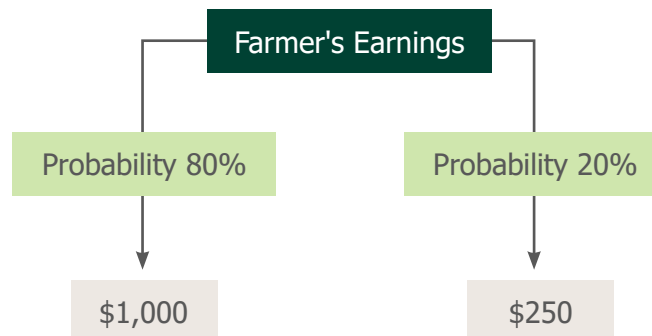 Farmer's Earnings
Probability 80%
Probability 20%
$1,000
$250